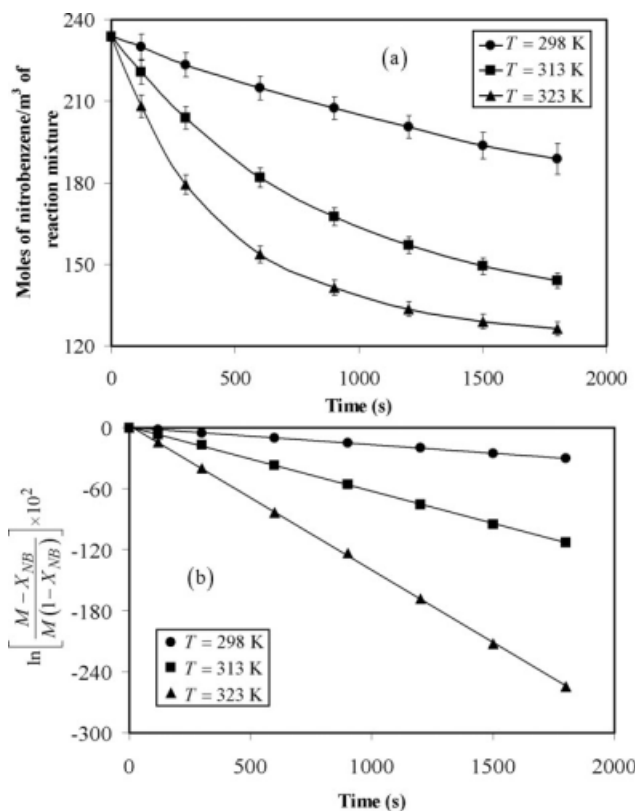 240
210
180
150
120
Moles of nitrobenzene/m³ of
reaction mixture
(a)
T = 298 K
T = 313 K
T = 323 K
0 500 1000 1500 2000
Time (s)
0
-60
-120
-180
-240
-300
ln[(M − X_NB)/(M(1 − X_NB))] ×10²
(b)
T = 298 K
T = 313 K
T = 323 K
0 500 1000 1500 2000
Time (s)